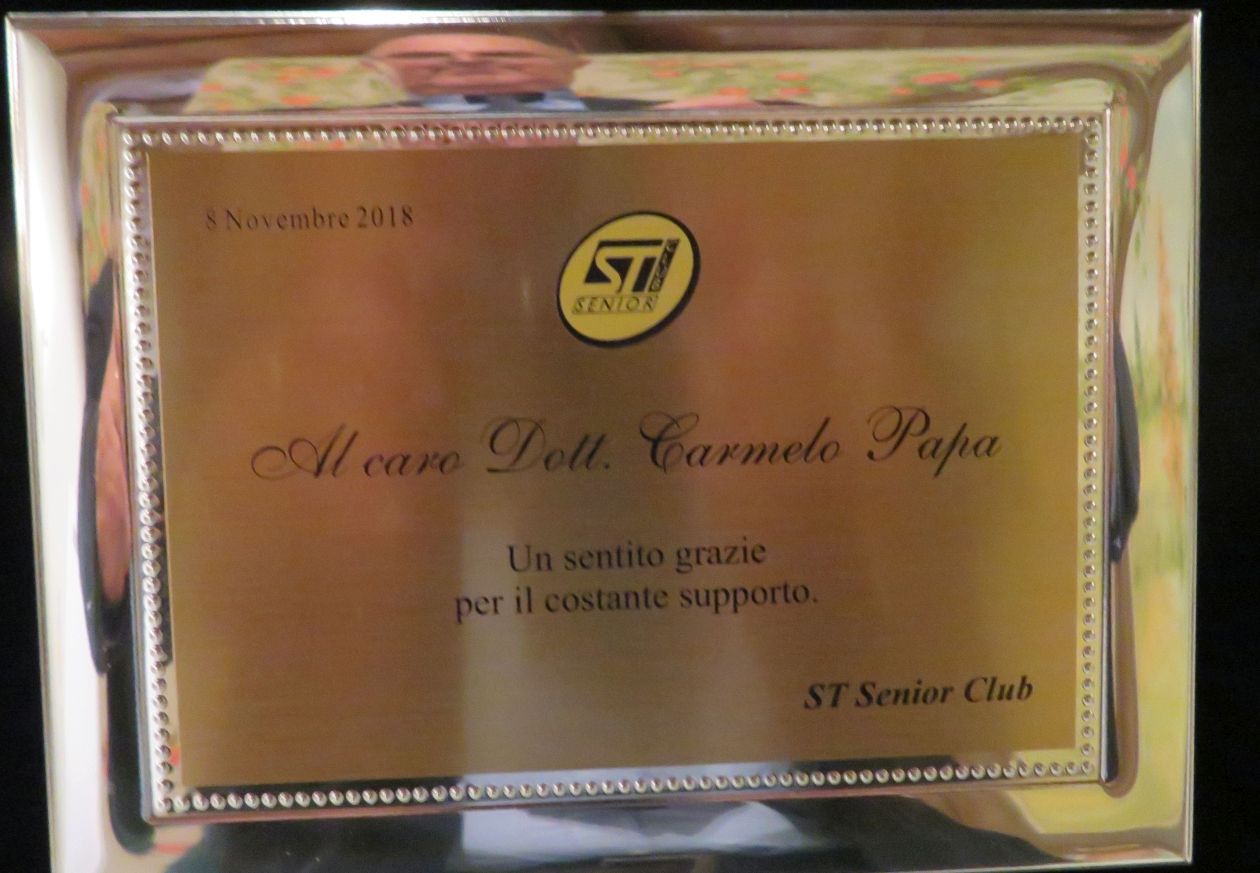 8 Novembre 2018
ST
SENIOR
Al caro Dott. Carmelo Papa
Un sentito grazie
per il costante supporto.
ST Senior Club